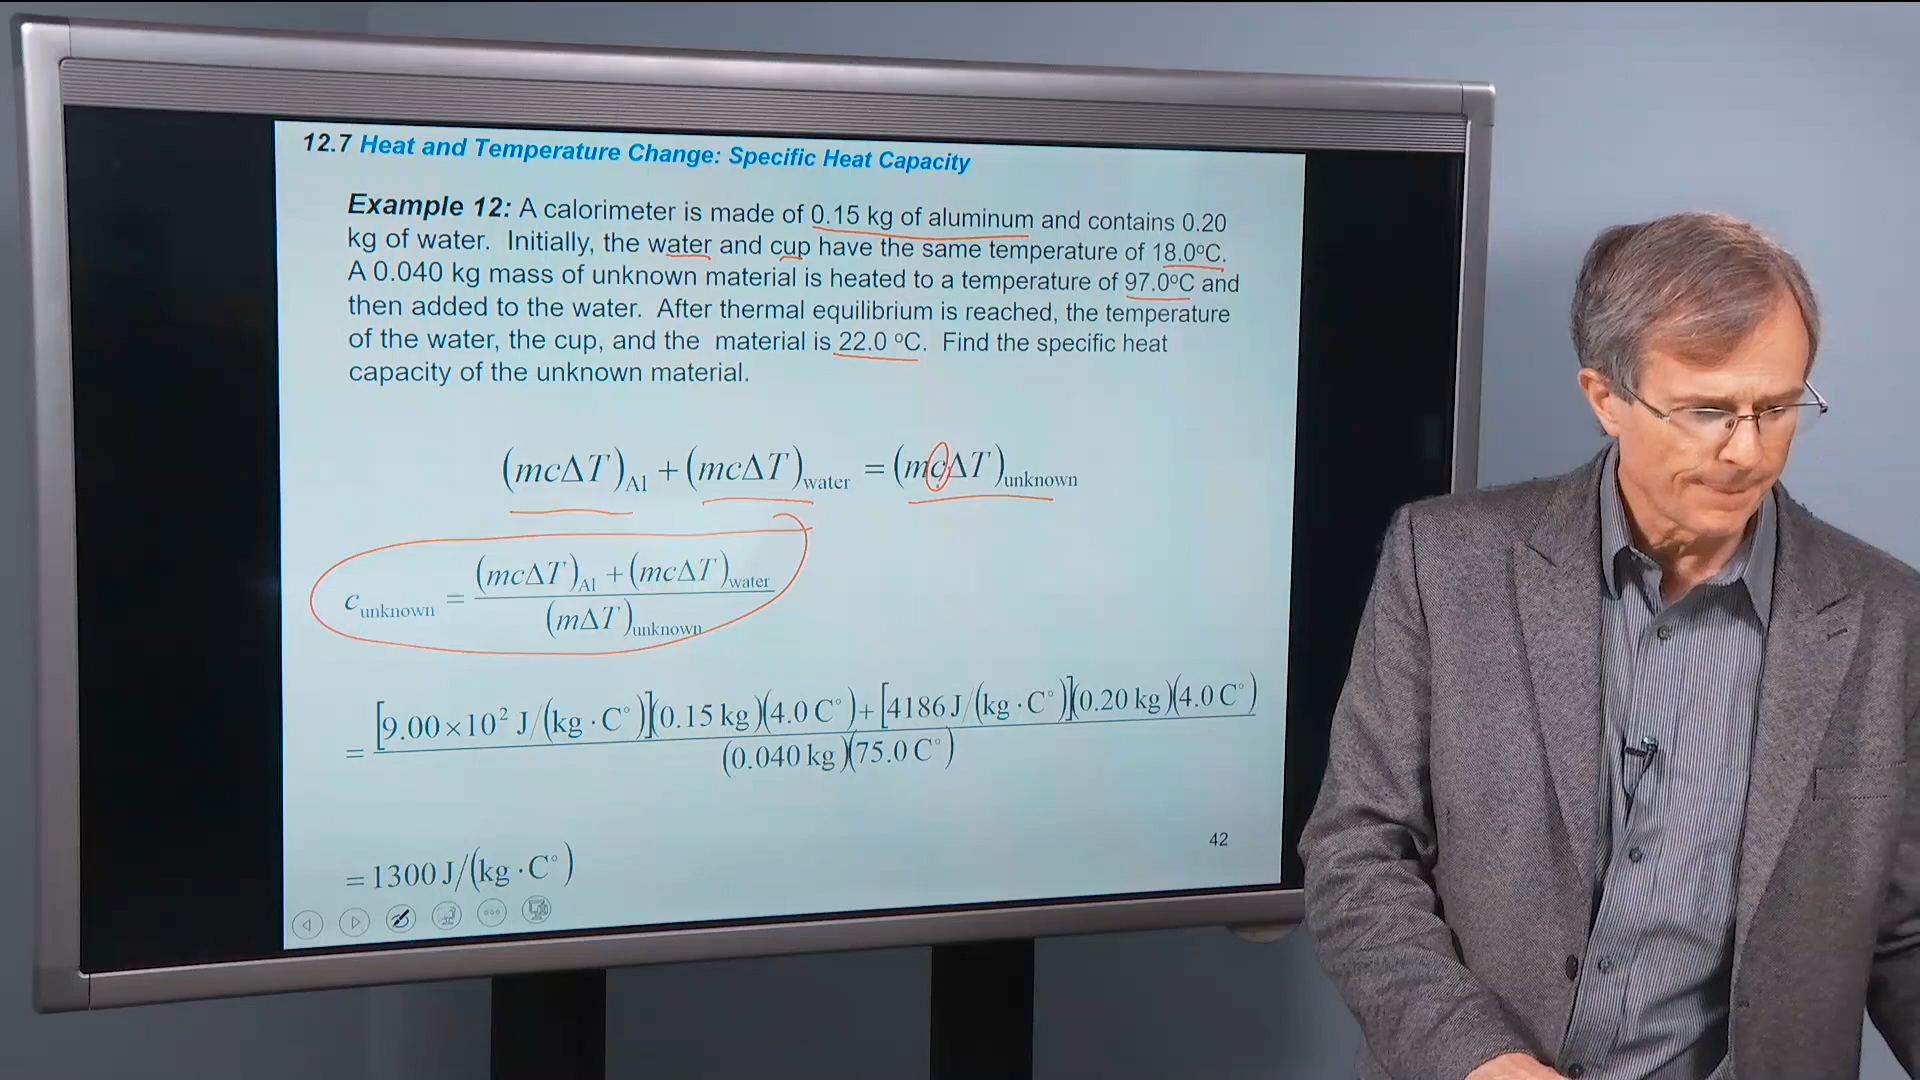 12.7 Heat and Temperature Change: Specific Heat Capacity
Example 12: A calorimeter is made of 0.15 kg of aluminum and contains 0.20
kg of water. Initially, the water and cup have the same temperature of 18.0°C.
A 0.040 kg mass of unknown material is heated to a temperature of 97.0°C and
then added to the water. After thermal equilibrium is reached, the temperature
of the water, the cup, and the material is 22.0 °C. Find the specific heat
capacity of the unknown material.
(mcΔT)Al + (mcΔT)water = (mcΔT)unknown
cunknown = (mcΔT)Al + (mcΔT)water
(mΔT)unknown
= [9.00×10² J/(kg·C°)](0.15 kg)(4.0 C°)+[4186 J/(kg·C°)](0.20 kg)(4.0 C°)
(0.040 kg)(75.0 C°)
= 1300 J/(kg·C°)
42